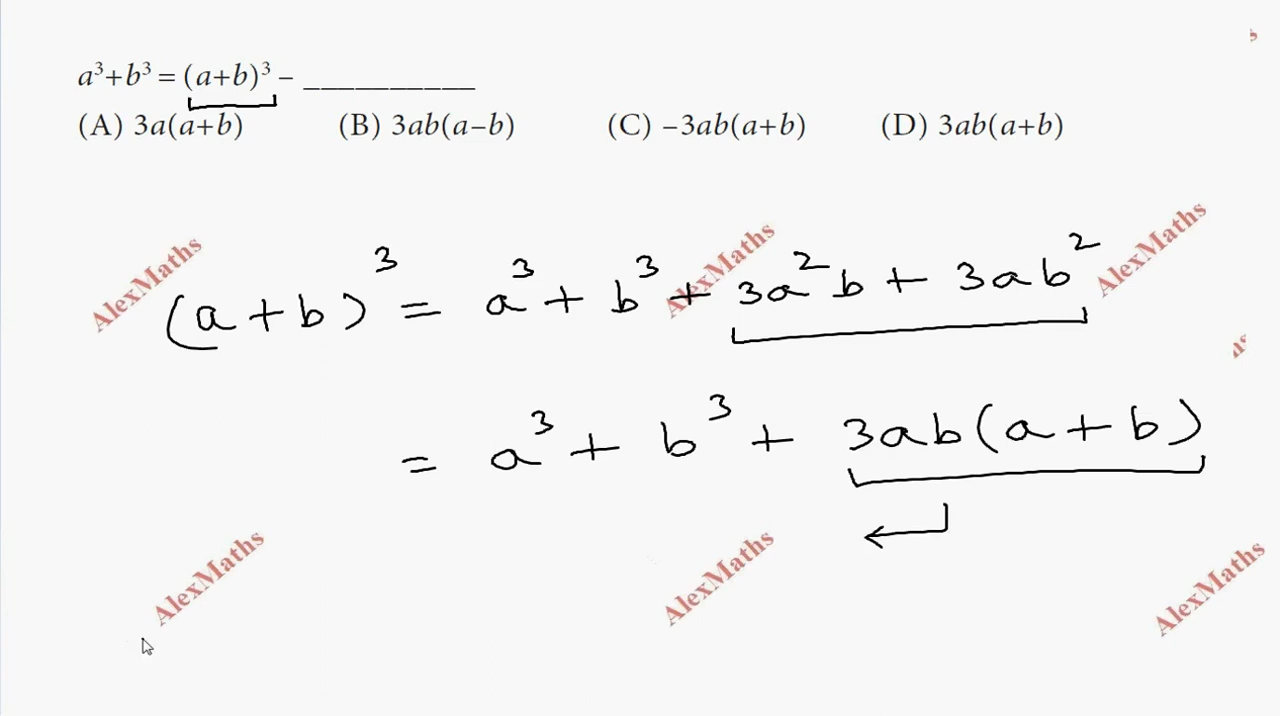 a³+b³ = (a+b)³ – __________
(A) 3a(a+b) (B) 3ab(a–b) (C) –3ab(a+b) (D) 3ab(a+b)
AlexMaths AlexMaths AlexMaths
(a+b)³ = a³ + b³ + 3a²b + 3ab²
= a³ + b³ + 3ab(a+b)
AlexMaths AlexMaths AlexMaths